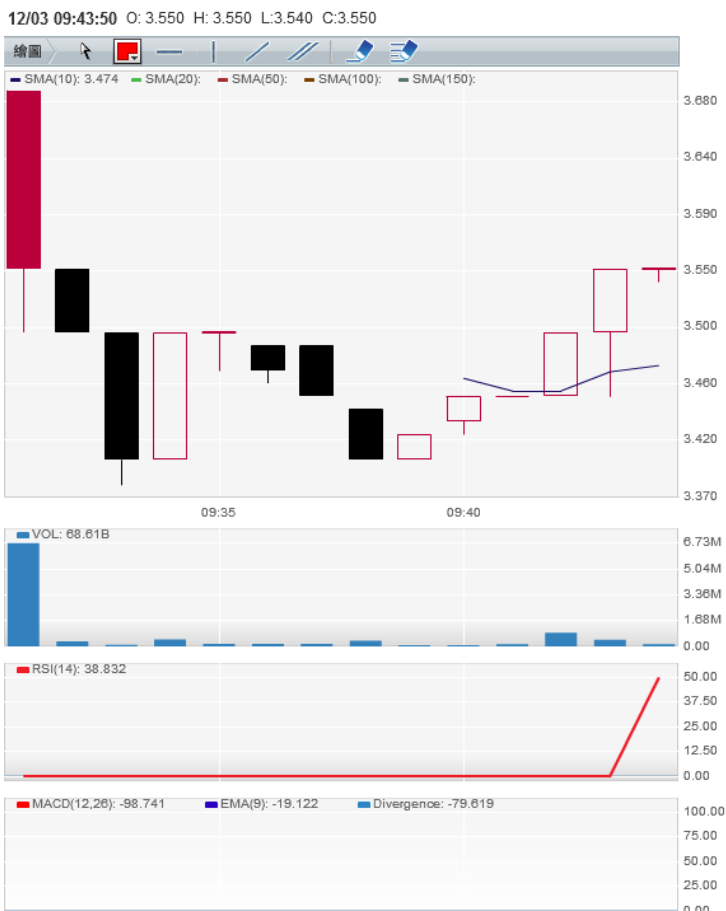 12/03 09:43:50 O: 3.550 H: 3.550 L:3.540 C:3.550
繪圖
SMA(10): 3.474 SMA(20): SMA(50): SMA(100): SMA(150):
3.680
3.640
3.590
3.550
3.500
3.460
3.420
3.370
09:35 09:40
VOL: 68.61B
6.73M
5.04M
3.36M
1.68M
0.00
RSI(14): 38.832
50.00
37.50
25.00
12.50
0.00
MACD(12,26): -98.741 EMA(9): -19.122 Divergence: -79.619
100.00
75.00
50.00
25.00
0.00